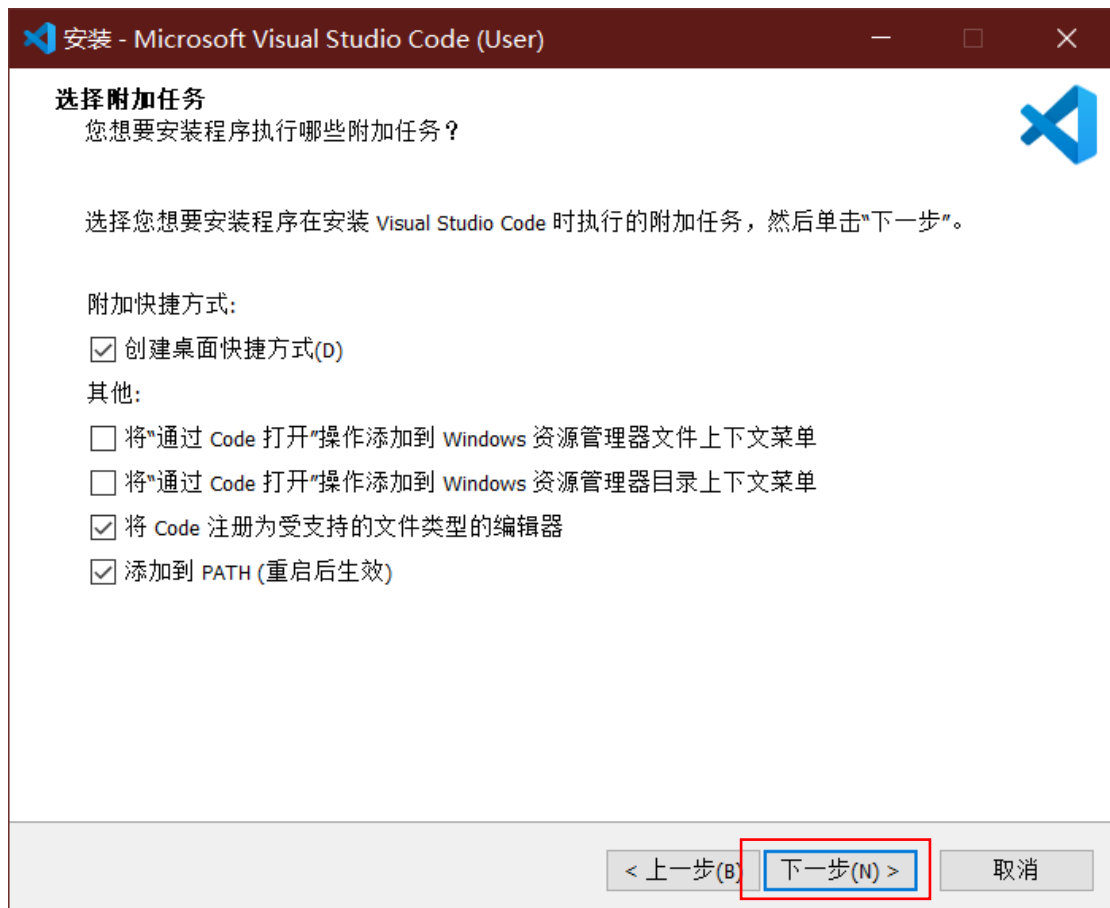 安装 - Microsoft Visual Studio Code (User)
选择附加任务
您想要安装程序执行哪些附加任务？
选择您想要安装程序在安装 Visual Studio Code 时执行的附加任务，然后单击“下一步”。
附加快捷方式:
创建桌面快捷方式(D)
其他:
将“通过 Code 打开”操作添加到 Windows 资源管理器文件上下文菜单
将“通过 Code 打开”操作添加到 Windows 资源管理器目录上下文菜单
将 Code 注册为受支持的文件类型的编辑器
添加到 PATH (重启后生效)
< 上一步(B) 下一步(N) > 取消